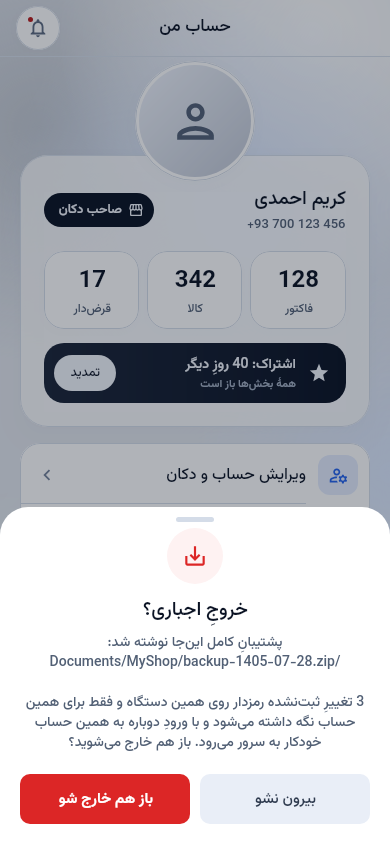 حساب من
کریم احمدی
+93 700 123 456
صاحب دکان
128
فاکتور
342
کالا
17
قرض‌دار
اشتراک: 40 روزِ دیگر
همهٔ بخش‌ها باز است
تمدید
ویرایش حساب و دکان
خروجِ اجباری؟
پشتیبانِ کامل این‌جا نوشته شد:
Documents/MyShop/backup-1405-07-28.zip/
3 تغییرِ ثبت‌نشده رمزدار روی همین دستگاه و فقط برای همین
حساب نگه داشته می‌شود و با ورودِ دوباره به همین حساب
خودکار به سرور می‌رود. باز هم خارج می‌شوید؟
بیرون نشو
باز هم خارج شو